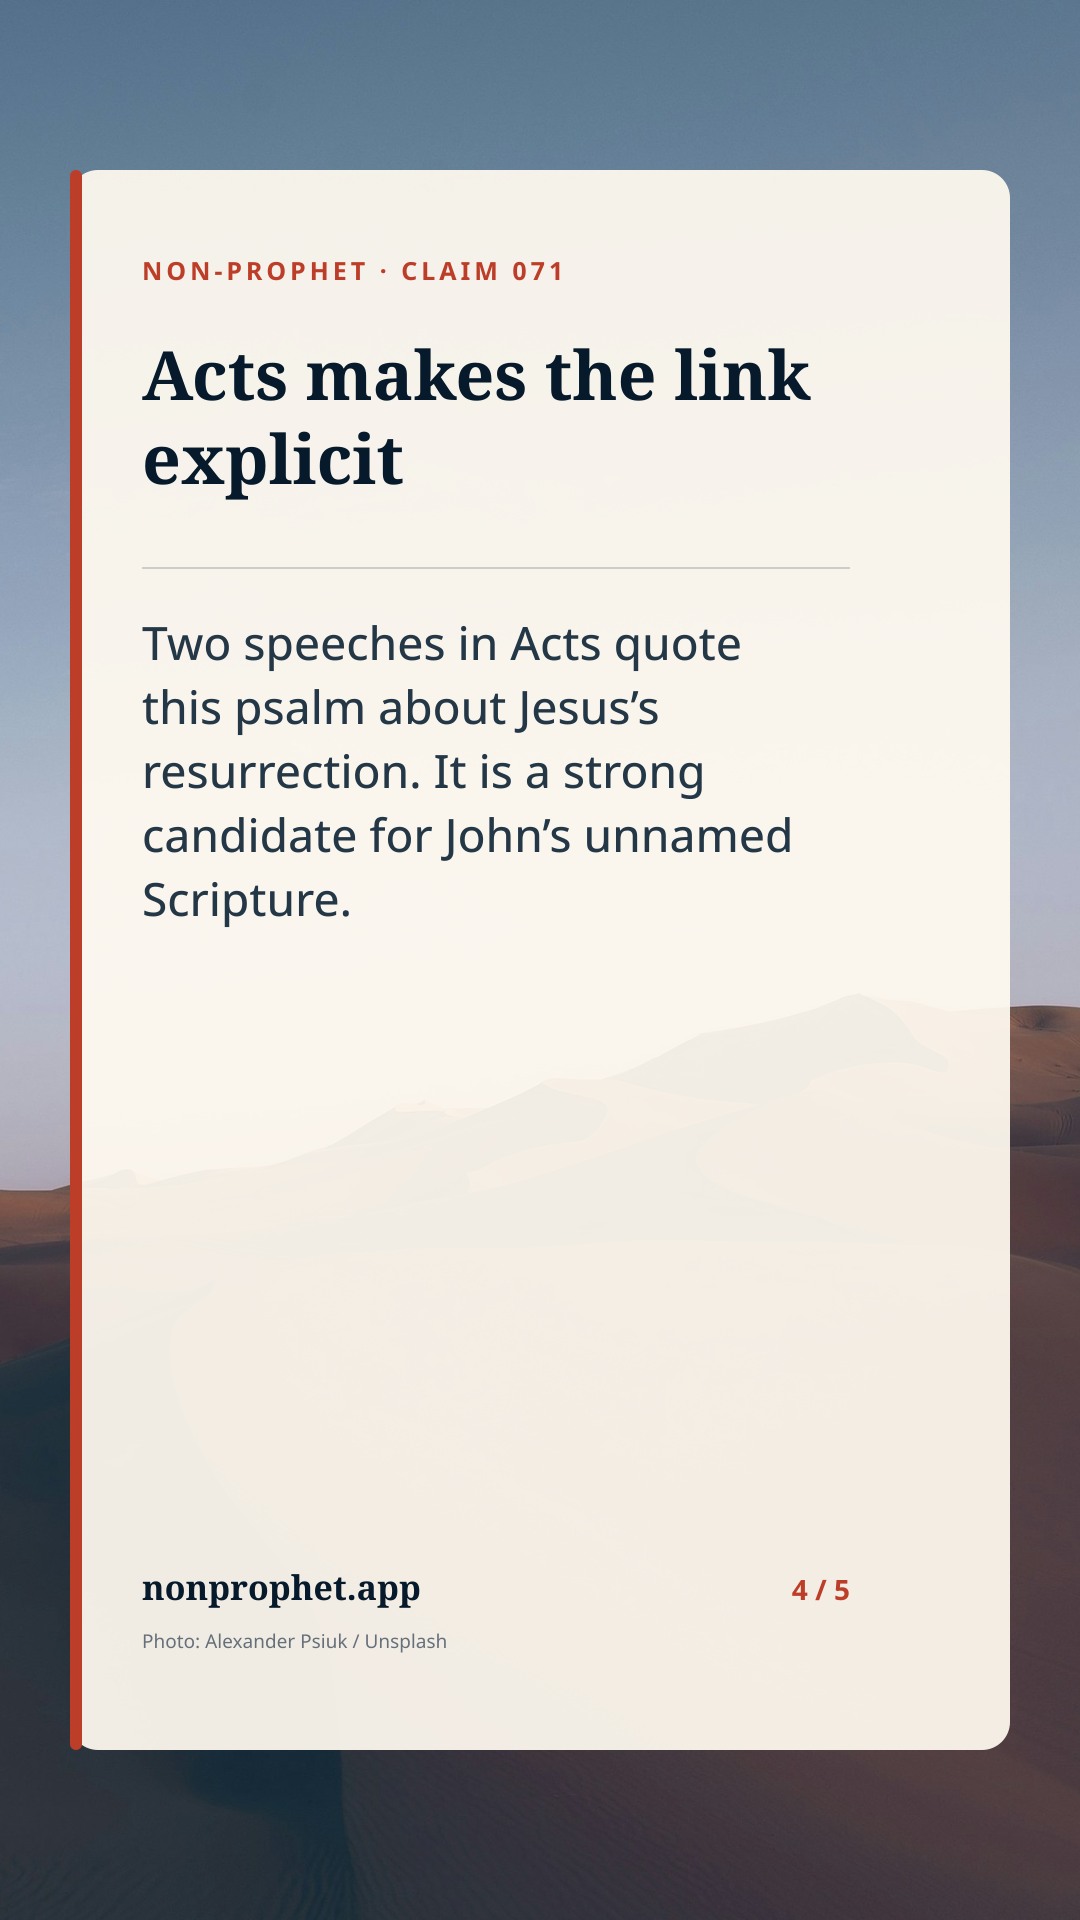 NON-PROPHET · CLAIM 071
Acts makes the link
explicit
Two speeches in Acts quote
this psalm about Jesus’s
resurrection. It is a strong
candidate for John’s unnamed
Scripture.
nonprophet.app
4 / 5
Photo: Alexander Psiuk / Unsplash